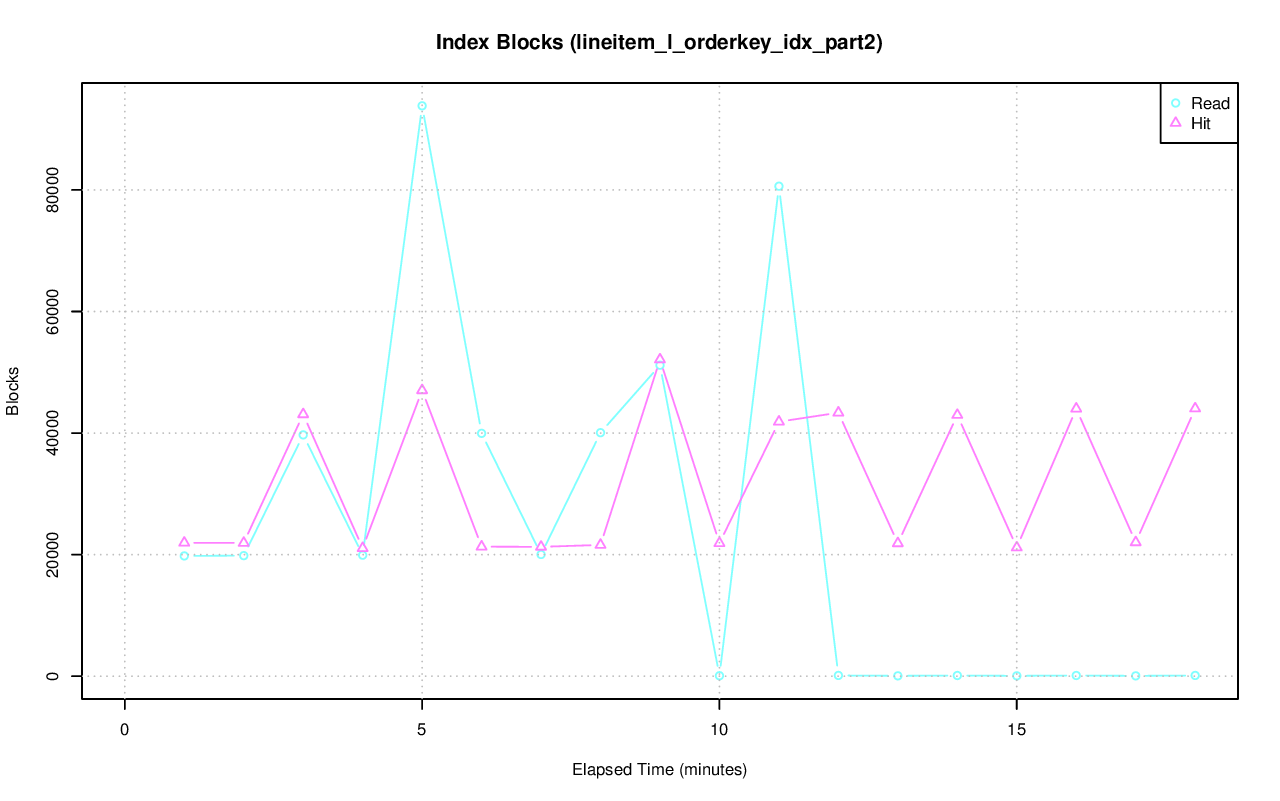 Index Blocks (lineitem_l_orderkey_idx_part2)
Read
Hit
Blocks
80000
60000
40000
20000
0
0 5 10 15
Elapsed Time (minutes)